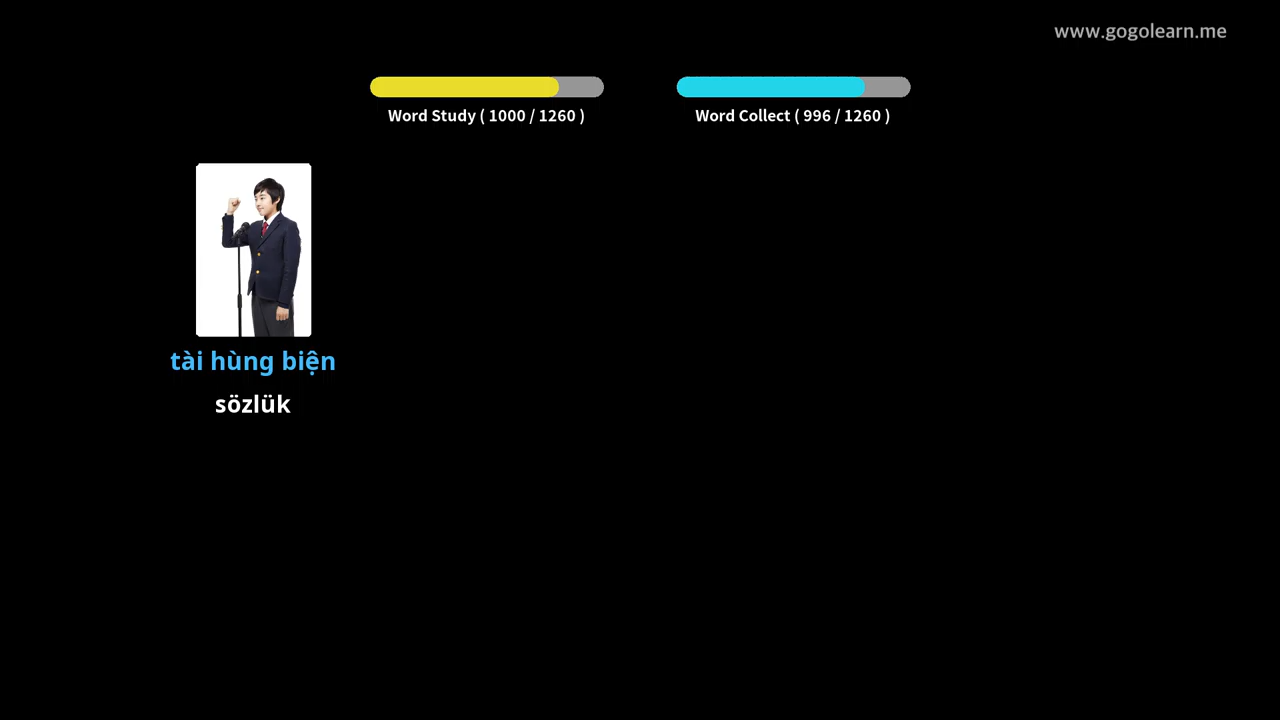 www.gogolearn.me
Word Study ( 1000 / 1260 )
Word Collect ( 996 / 1260 )
tài hùng biện
sözlük